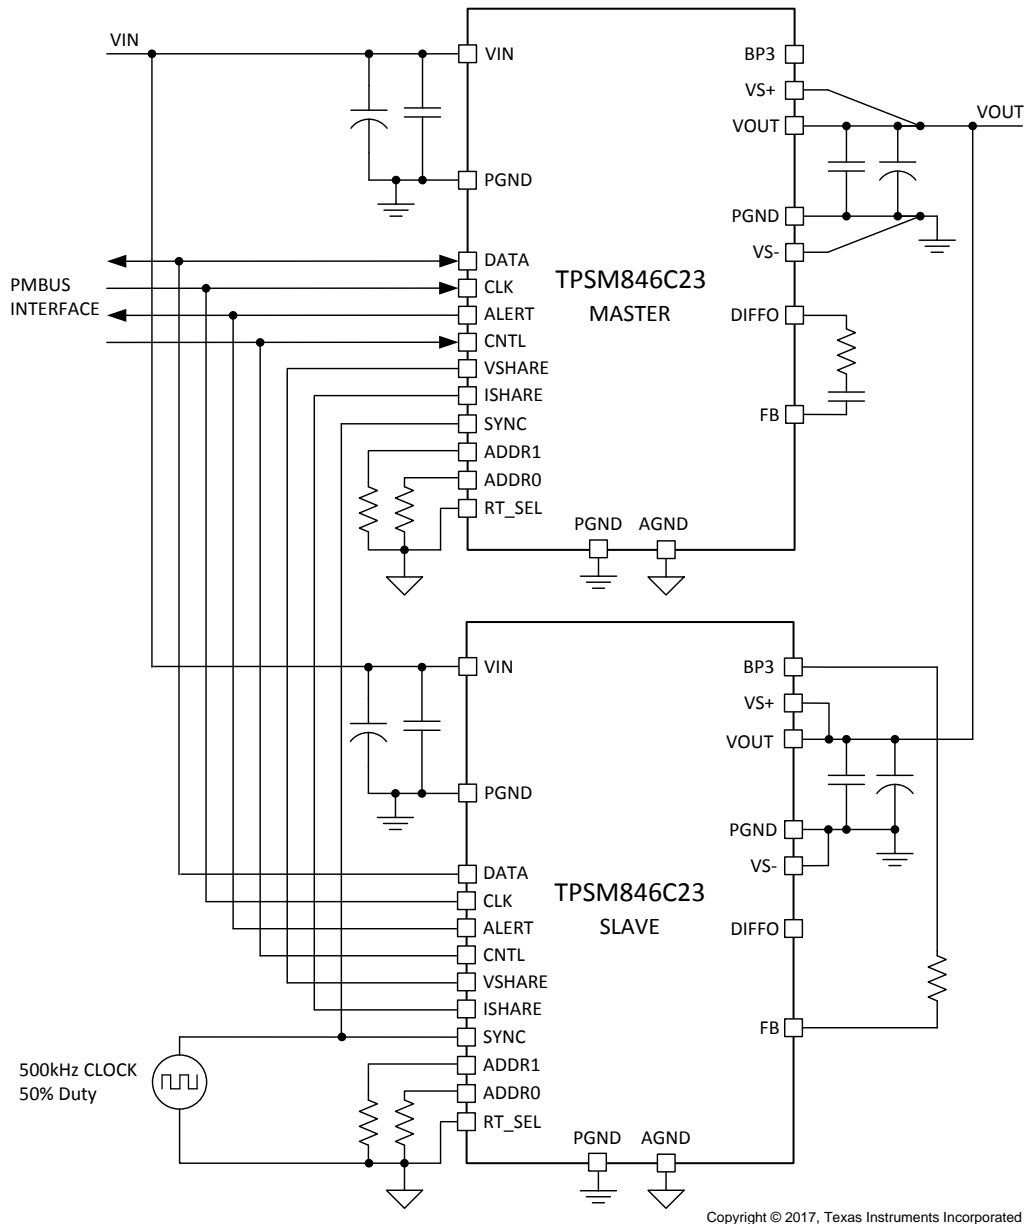 VIN
VIN
PGND
DATA
CLK
ALERT
CNTL
VSHARE
ISHARE
SYNC
ADDR1
ADDR0
RT_SEL
PMBUS
INTERFACE
TPSM846C23
MASTER
BP3
VS+
VOUT
PGND
VS-
DIFFO
FB
VOUT
PGND
AGND
VIN
PGND
DATA
CLK
ALERT
CNTL
VSHARE
ISHARE
SYNC
ADDR1
ADDR0
RT_SEL
500kHz CLOCK
50% Duty
TPSM846C23
SLAVE
BP3
VS+
VOUT
PGND
VS-
DIFFO
FB
PGND
AGND
Copyright © 2017, Texas Instruments Incorporated